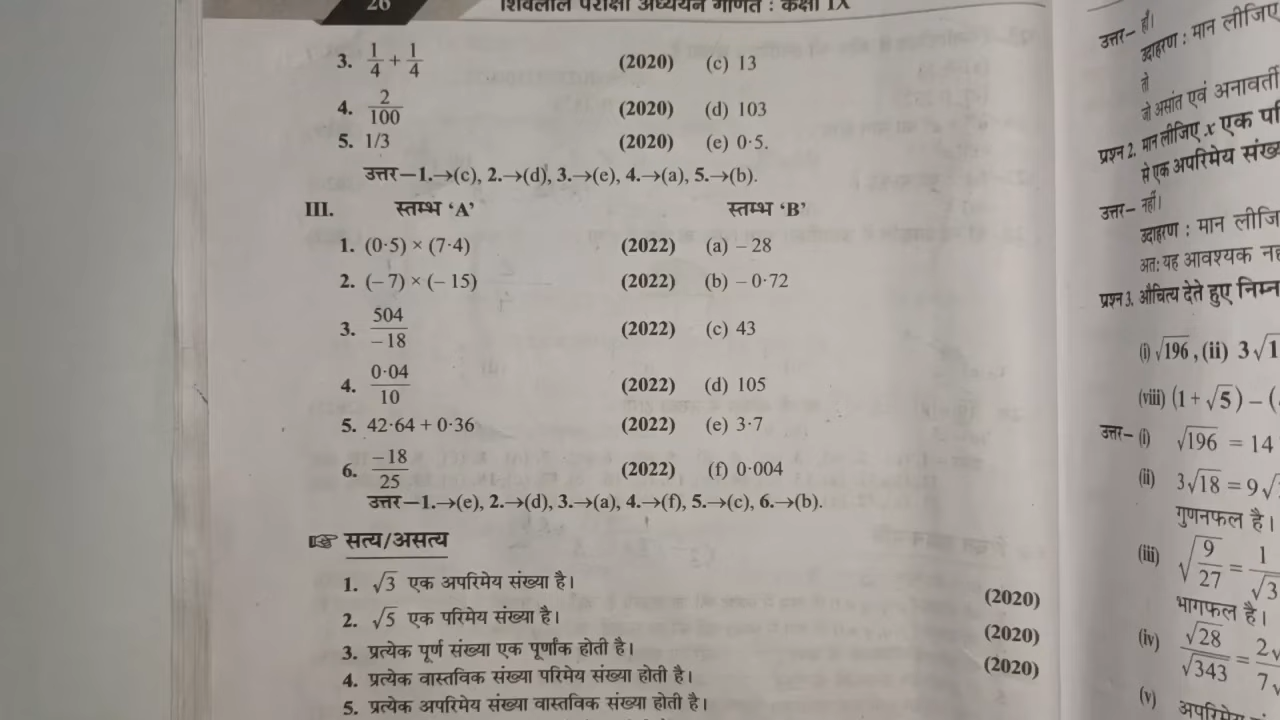 26 शिवलाल परीक्षा अध्ययन गणित : कक्षा IX
3. 1/4 + 1/4 (2020) (c) 13
4. 2/100 (2020) (d) 103
5. 1/3 (2020) (e) 0·5.
उत्तर—1.→(c), 2.→(d), 3.→(e), 4.→(a), 5.→(b).
III. स्तम्भ ‘A’ स्तम्भ ‘B’
1. (0·5) × (7·4) (2022) (a) – 28
2. (– 7) × (– 15) (2022) (b) – 0·72
3. 504/–18 (2022) (c) 43
4. 0·04/10 (2022) (d) 105
5. 42·64 + 0·36 (2022) (e) 3·7
6. –18/25 (2022) (f) 0·004
उत्तर—1.→(e), 2.→(d), 3.→(a), 4.→(f), 5.→(c), 6.→(b).
☞ सत्य/असत्य
1. √3 एक अपरिमेय संख्या है। (2020)
2. √5 एक परिमेय संख्या है। (2020)
3. प्रत्येक पूर्ण संख्या एक पूर्णांक होती है। (2020)
4. प्रत्येक वास्तविक संख्या परिमेय संख्या होती है।
5. प्रत्येक अपरिमेय संख्या वास्तविक संख्या होती है।
उत्तर– हाँ।
उदाहरण : मान लीजिए
तो
जो असांत एवं अनावर्ती
प्रश्न 2. मान लीजिए x एक
से एक अपरिमेय
उत्तर– नहीं।
उदाहरण : मान
अत: यह आवश्यक
प्रश्न 3. औचित्य देते हुए
(i) √196, (ii) 3√1
(viii) (1 + √5) – (
उत्तर– (i) √196 = 14
(ii) 3√18 = 9√
गुणनफल है।
(iii) √9/27 = 1/√3
भागफल है।
(iv) √28/√343 = 2√/7√
(v)